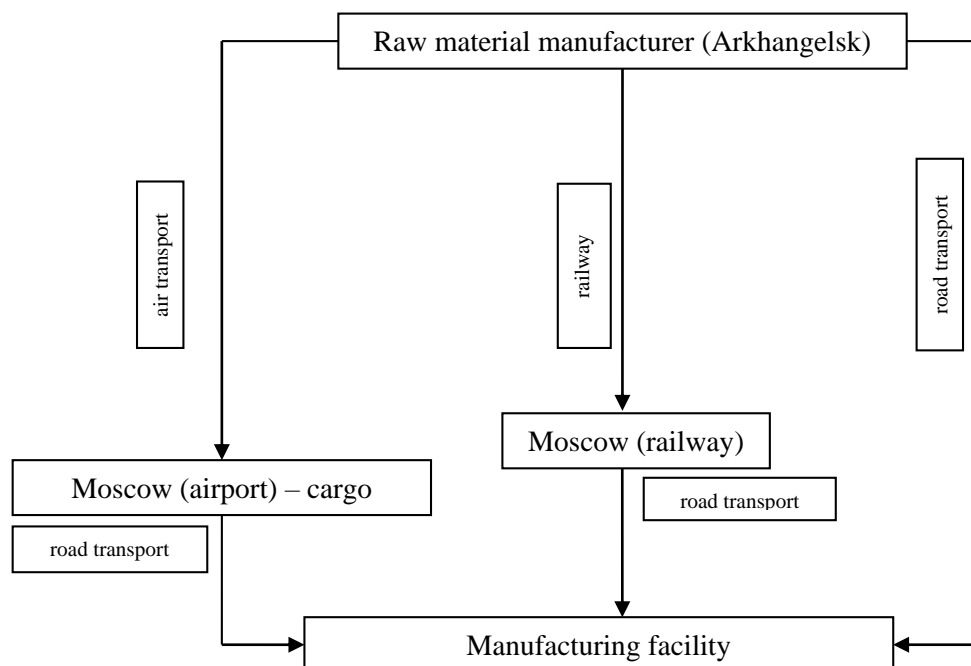 Raw material manufacturer (Arkhangelsk)
air transport
railway
road transport
Moscow (railway)
Moscow (airport) – cargo
road transport
road transport
Manufacturing facility